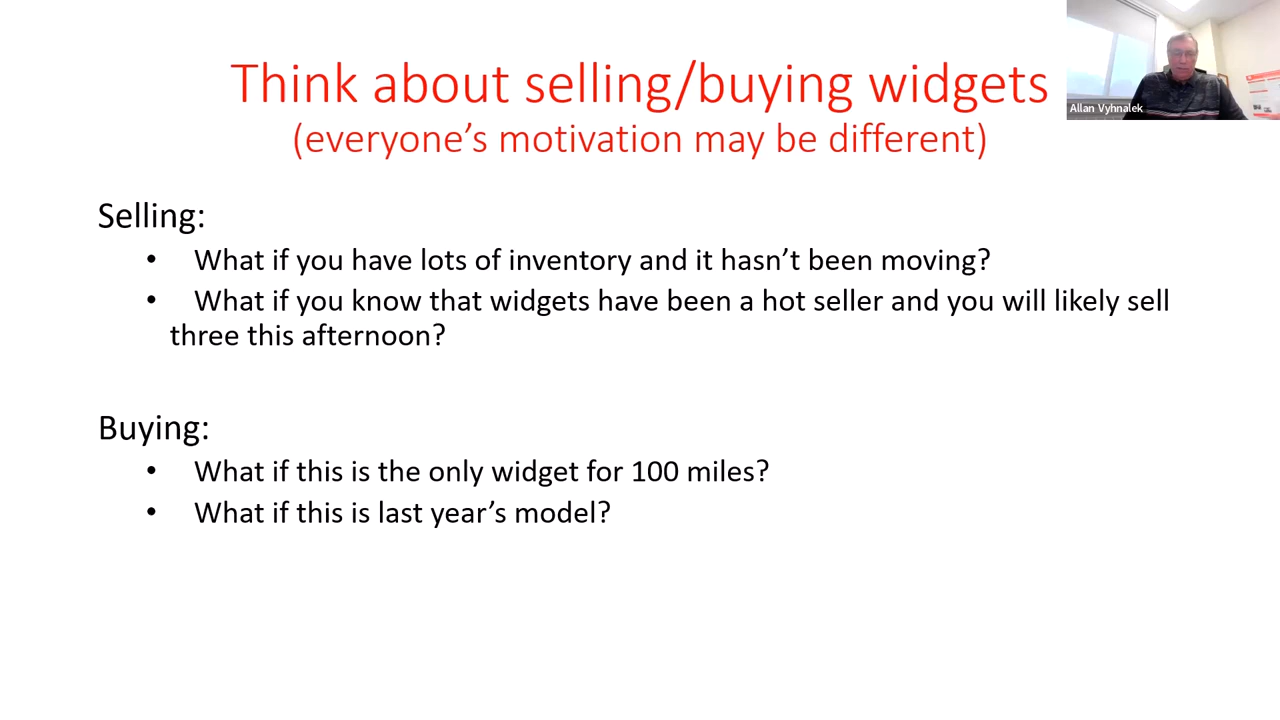 Think about selling/buying widgets
(everyone’s motivation may be different)
Allan Vyhnalek
Selling:
• What if you have lots of inventory and it hasn’t been moving?
• What if you know that widgets have been a hot seller and you will likely sell
three this afternoon?
Buying:
• What if this is the only widget for 100 miles?
• What if this is last year’s model?